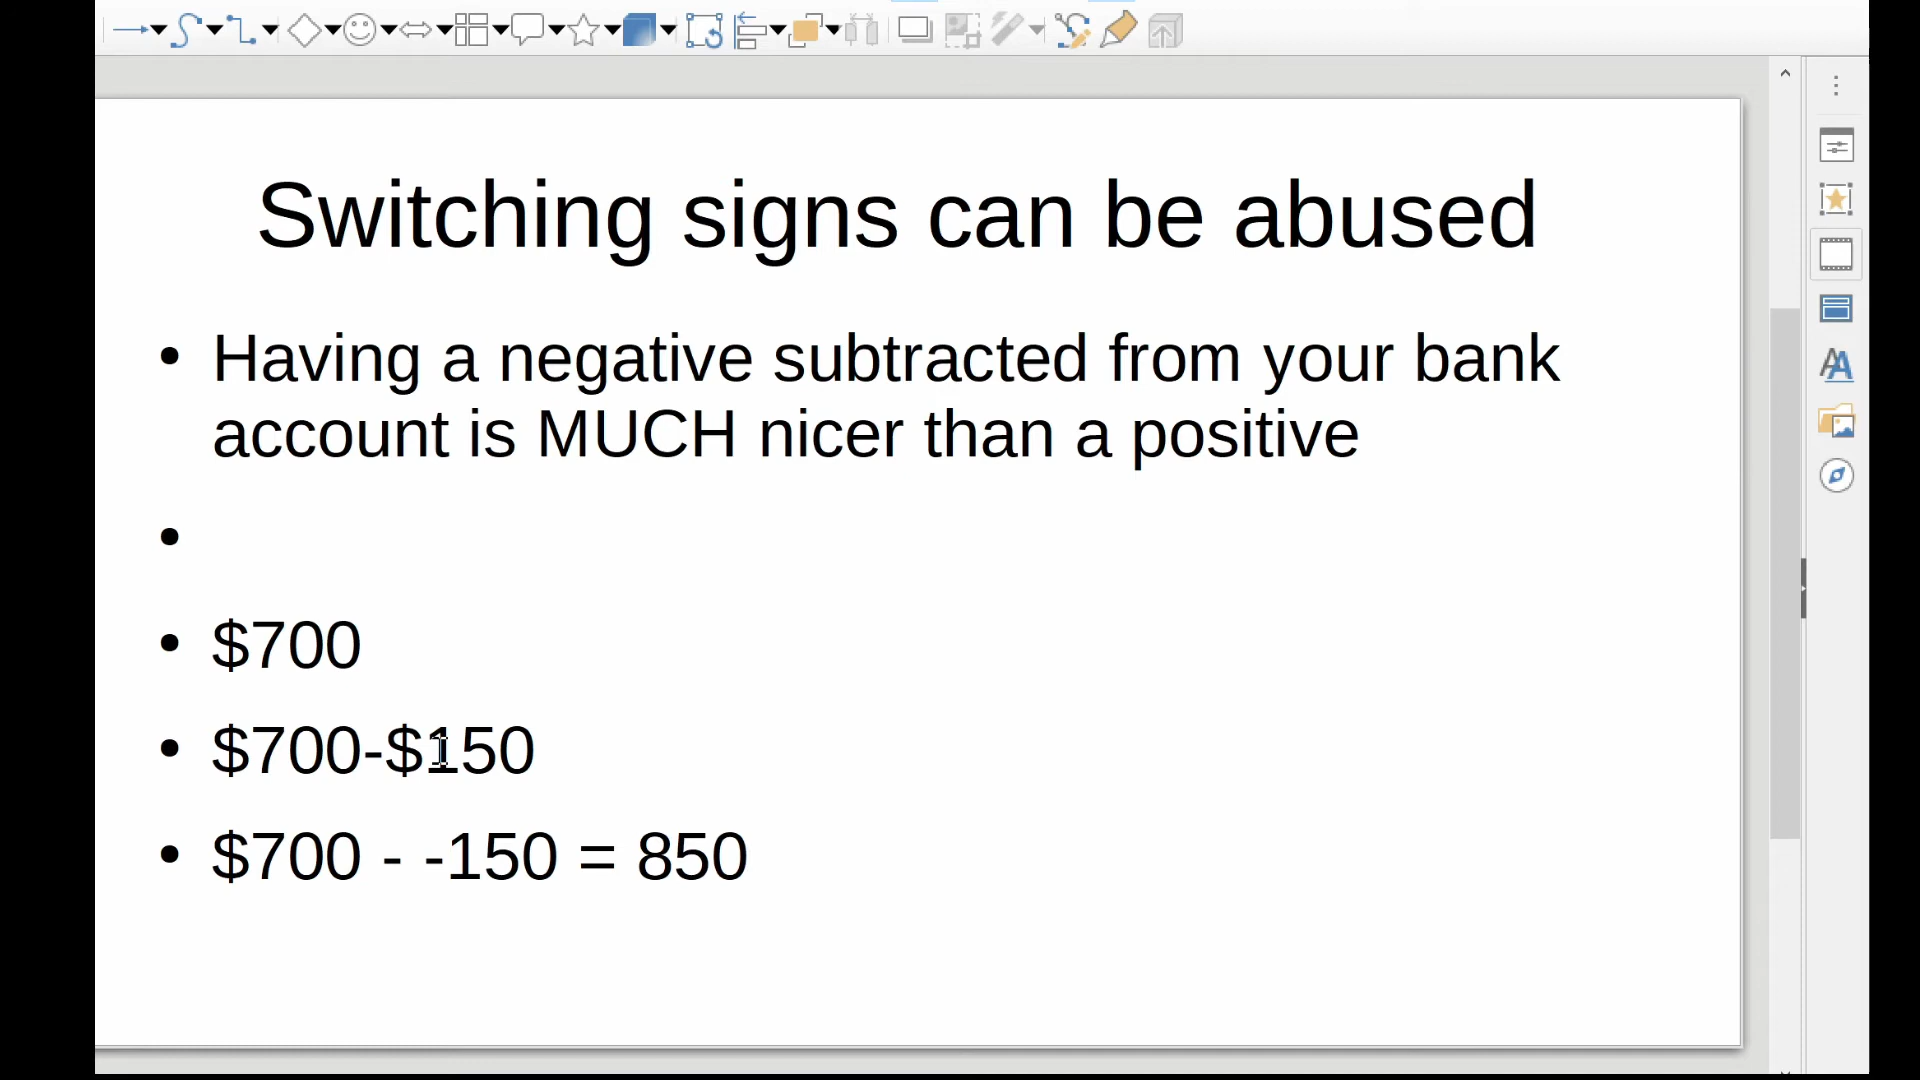 Switching signs can be abused
• Having a negative subtracted from your bank
account is MUCH nicer than a positive
•
• $700
• $700-$150
• $700 - -150 = 850